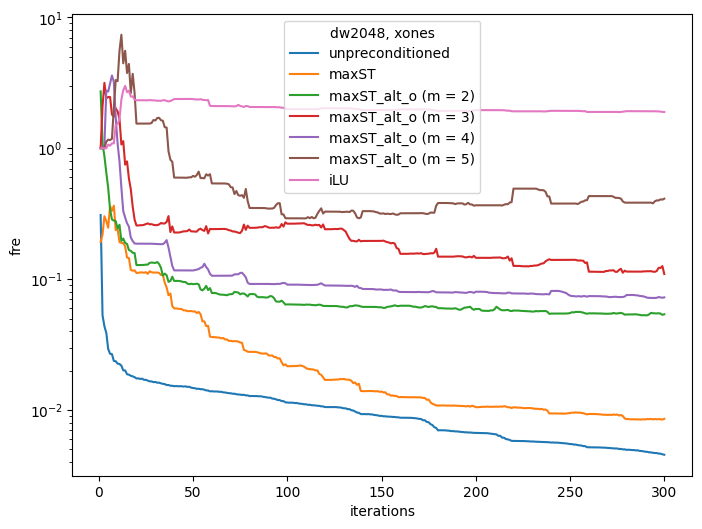 dw2048, xones
unpreconditioned
maxST
maxST_alt_o (m = 2)
maxST_alt_o (m = 3)
maxST_alt_o (m = 4)
maxST_alt_o (m = 5)
iLU
fre
10¹
10⁰
10⁻¹
10⁻²
0 50 100 150 200 250 300
iterations